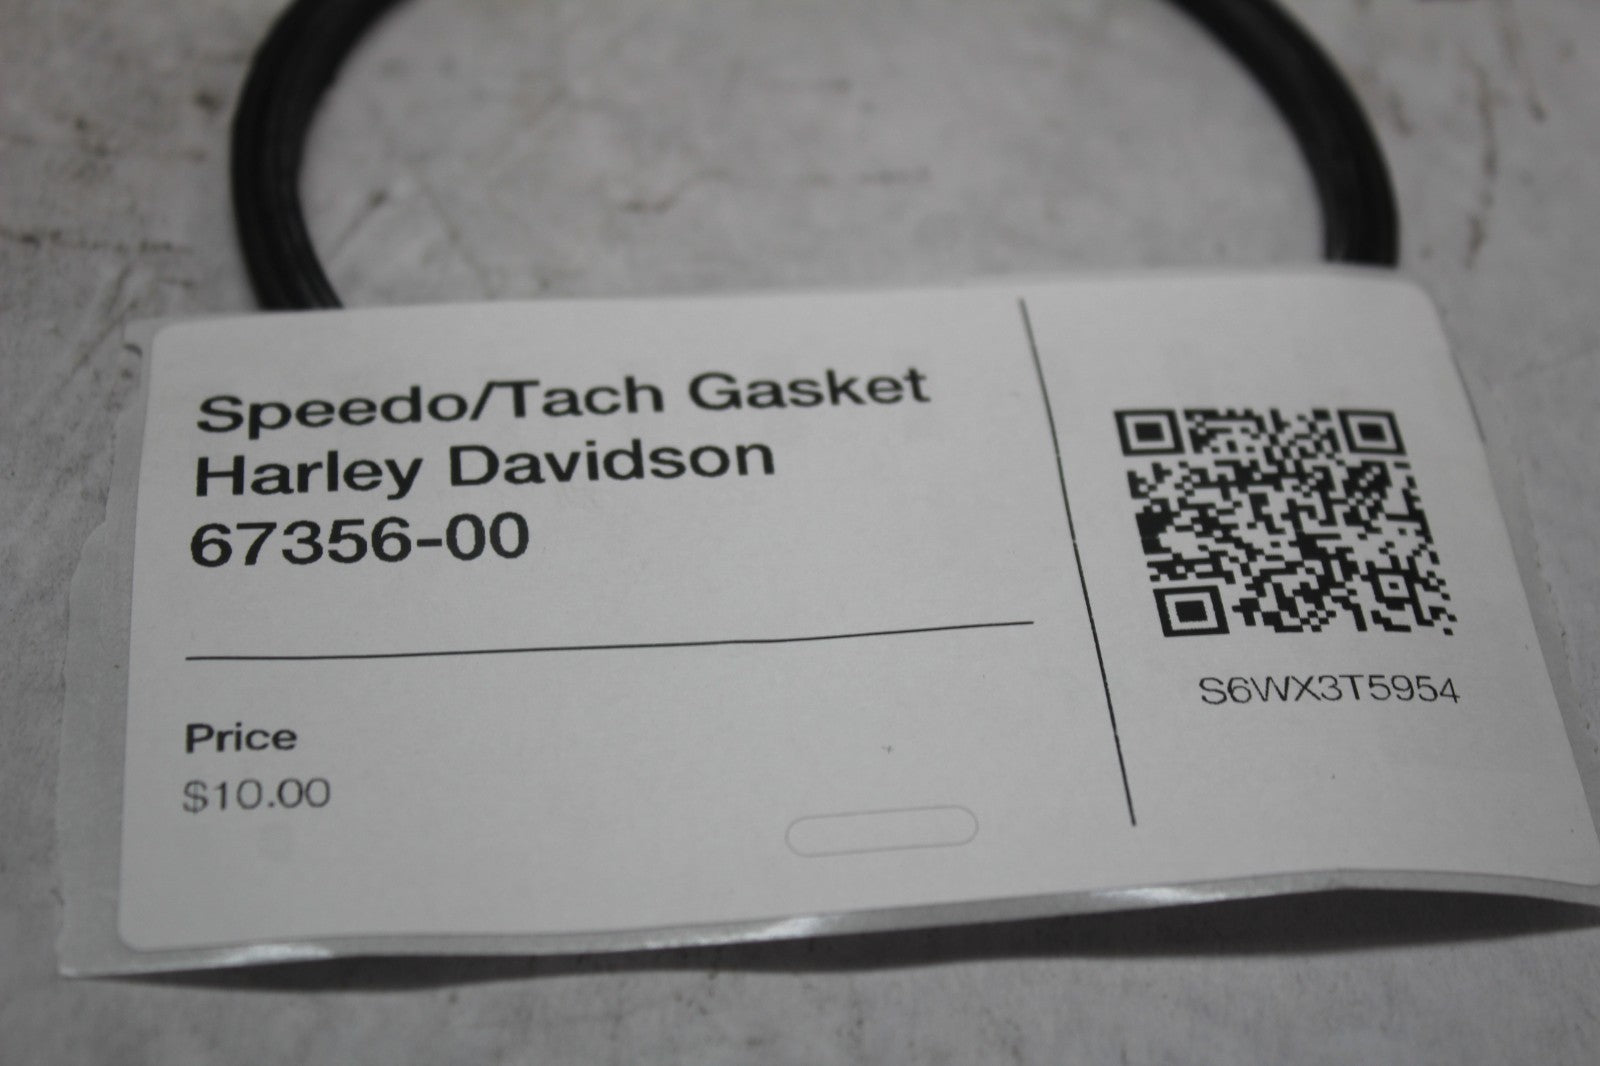 Speedo/Tach Gasket
Harley Davidson
67356-00
Price
$10.00
S6WX3T5954